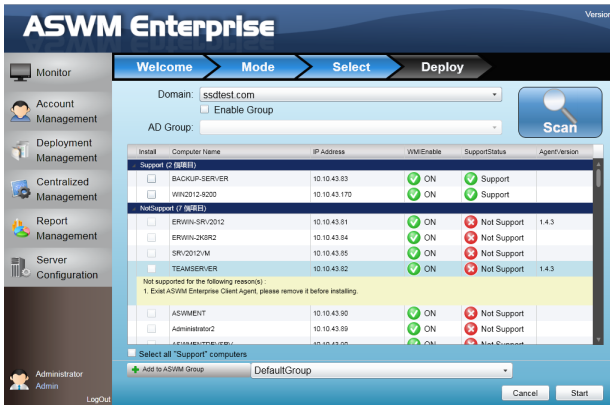 ASWM Enterprise
Version
Monitor
Account Management
Deployment Management
Centralized Management
Report Management
Server Configuration
Administrator
Admin
LogOut
Welcome Mode Select Deploy
Domain: ssdtest.com
Enable Group
AD Group:
Scan
Install Computer Name IP Address WMIEnable SupportStatus AgentVersion
Support (2 個項目)
BACKUP-SERVER 10.10.43.83 ON Support
WIN2012-9200 10.10.43.170 ON Support
NotSupport (7 個項目)
ERWIN-SRV2012 10.10.43.81 ON Not Support 1.4.3
ERWIN-2K8R2 10.10.43.84 ON Not Support
SRV2012VM 10.10.43.85 ON Not Support
TEAMSERVER 10.10.43.82 ON Not Support 1.4.3
Not supported for the following reason(s) :
1. Exist ASWM Enterprise Client Agent, please remove it before installing.
ASWMENT 10.10.43.90 ON Not Support
Administrator2 10.10.43.89 ON Not Support
ON Not Support
Select all "Support" computers
Add to ASWM Group DefaultGroup
Cancel Start